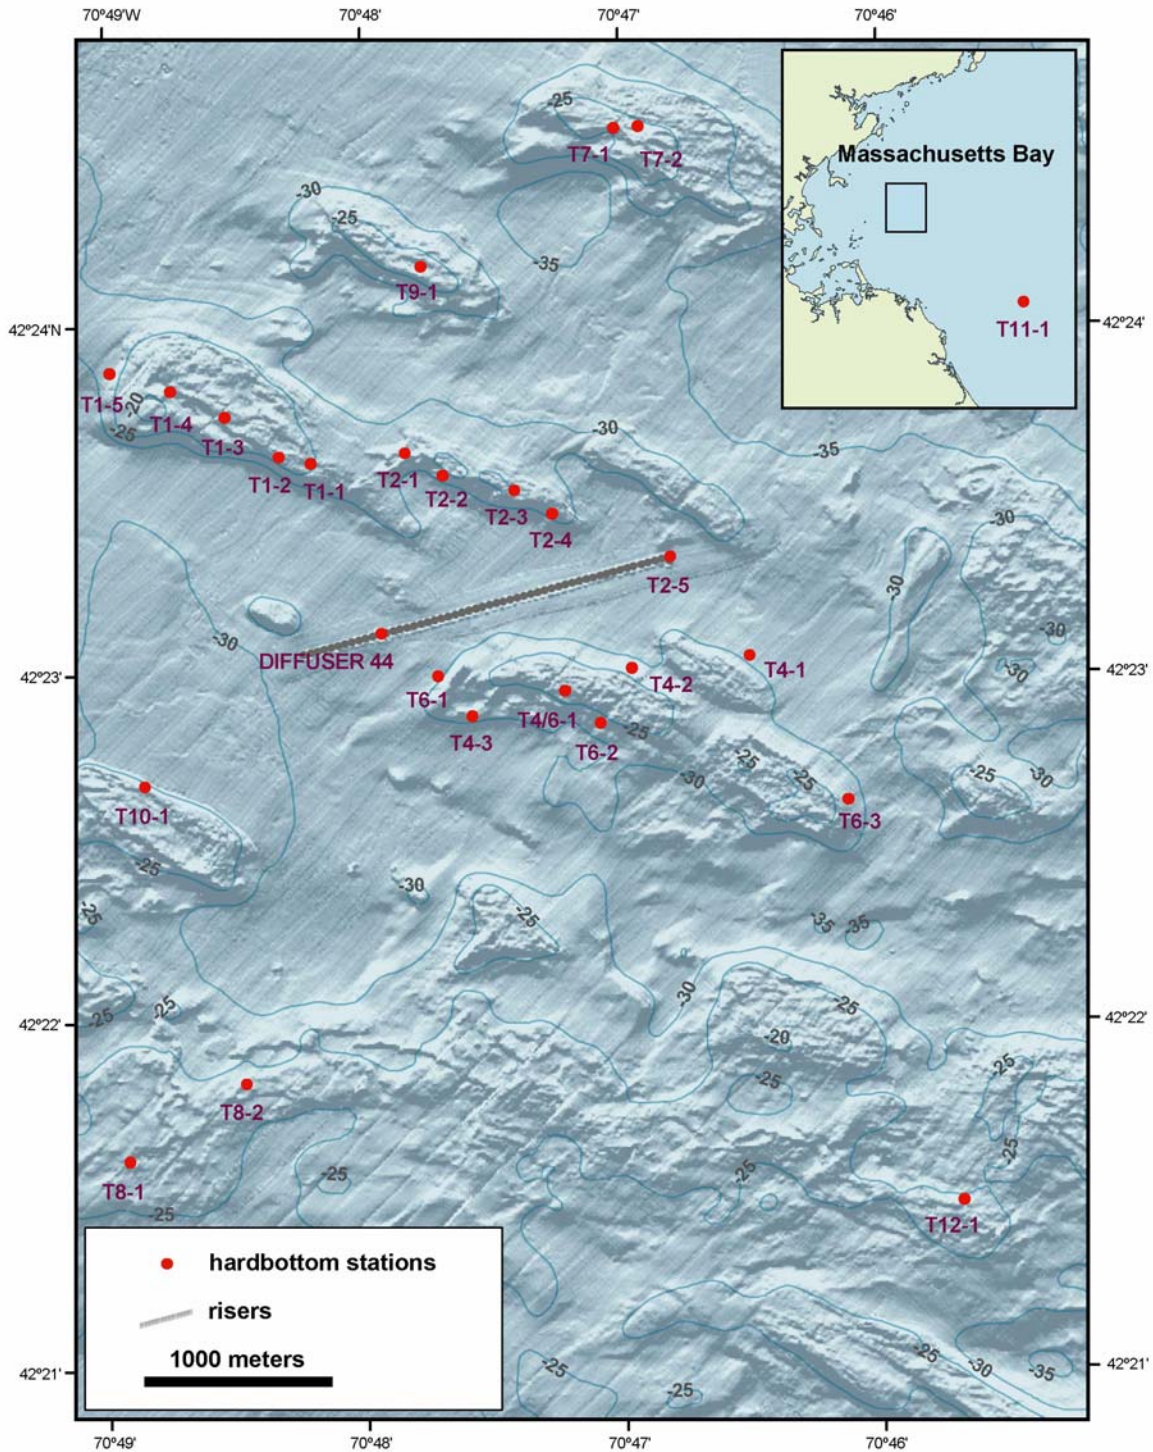 70°49'W 70°48' 70°47' 70°46'
-25
T7-1 T7-2
Massachusetts Bay
-30
-25
-35
T9-1
T11-1
42°24'N 42°24'
T1-5 -20 T1-4
-25
T1-3
-30
-35
T1-2 T1-1 T2-1
T2-2
T2-3
-30
T2-4
T2-5
-30
-30
-30
DIFFUSER 44
-30
42°23' 42°23'
T6-1 T4-2 T4-1
T4/6-1
T4-3 T6-2 -25
-25 -25 -25 -30
-30
T10-1 T6-3
-25
-30
-25 -25 -35 -35
-30
-25 -25 -25
42°22' 42°22'
-20
-25 -25
T8-2
-25
-25 -25
T8-1
-25
T12-1
hardbottom stations
risers
1000 meters
-25 -30 -35
-25
-25
42°21' 42°21'
70°49' 70°48' 70°47' 70°46'